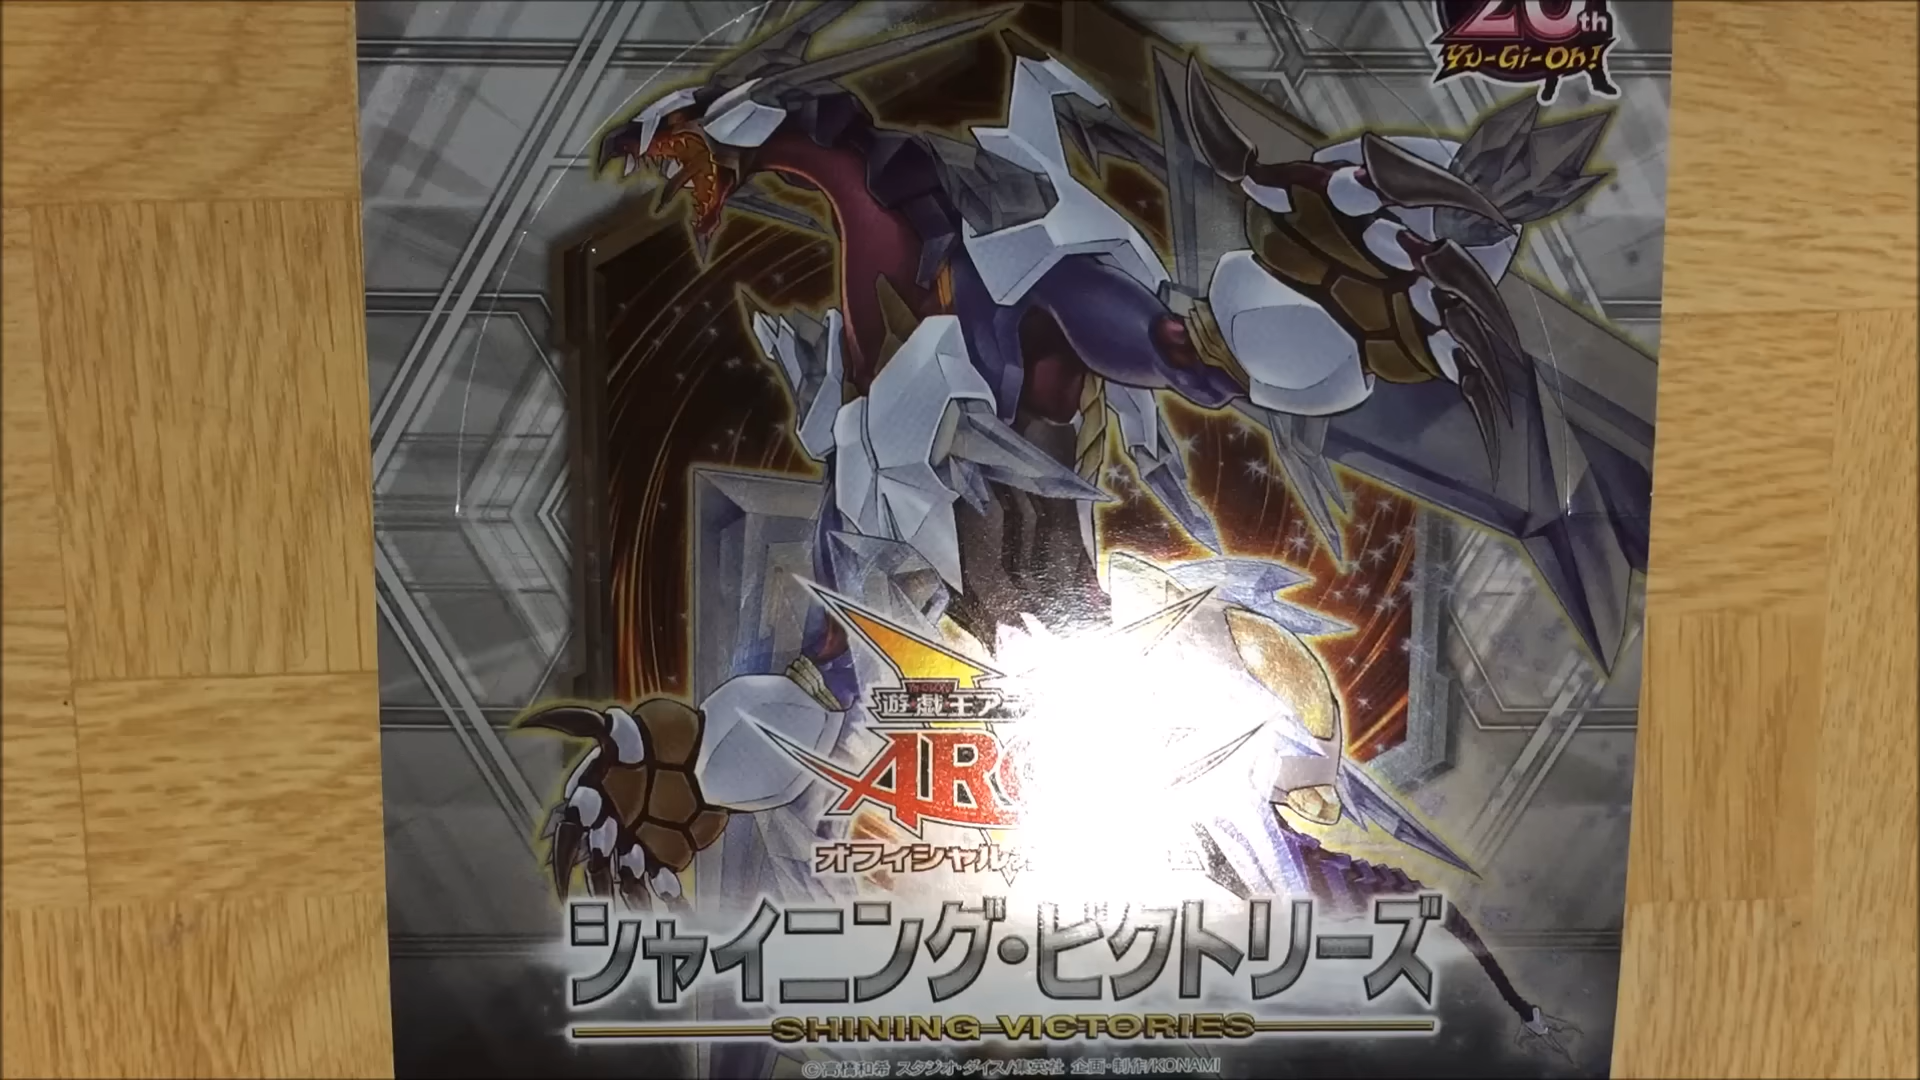 20th
Yu-Gi-Oh!
遊戯王ア
ARC
オフィシャル
シャイニング・ビクトリーズ
SHINING VICTORIES
©高橋和希 スタジオ・ダイス/集英社 企画・制作/KONAMI